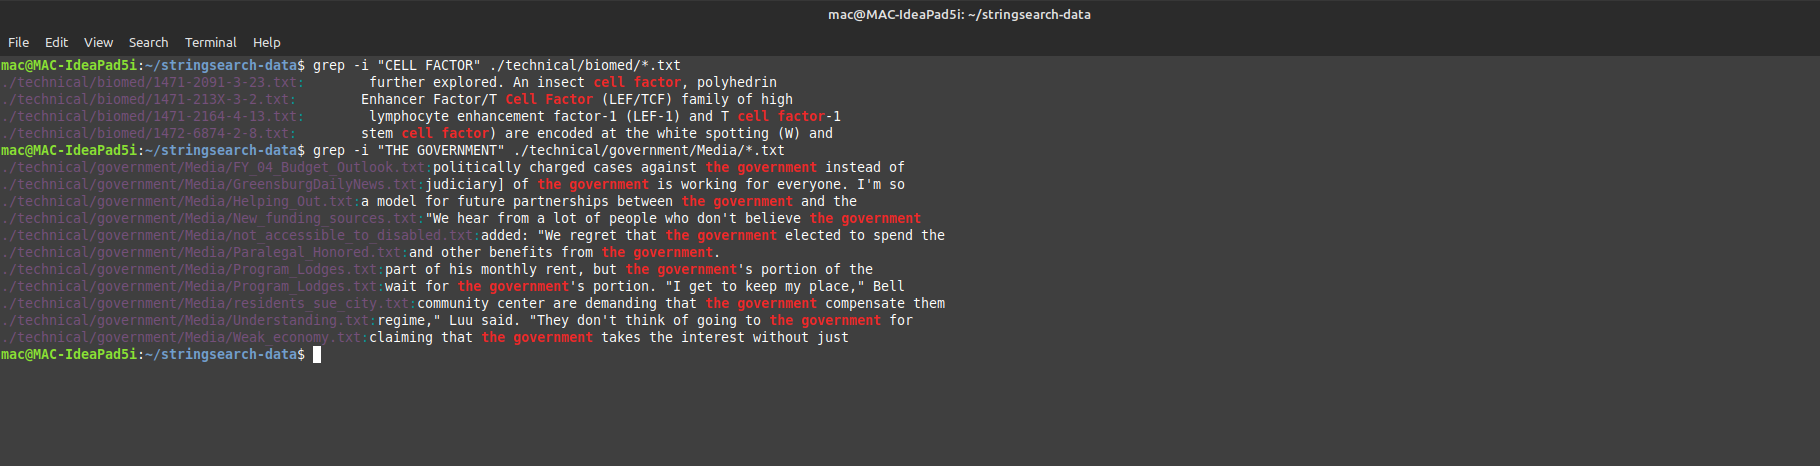 mac@MAC-IdeaPad5i: ~/stringsearch-data
File Edit View Search Terminal Help
mac@MAC-IdeaPad5i:~/stringsearch-data$ grep -i "CELL FACTOR" ./technical/biomed/*.txt
./technical/biomed/1471-2091-3-23.txt:        further explored. An insect cell factor, polyhedrin
./technical/biomed/1471-213X-3-2.txt:        Enhancer Factor/T Cell Factor (LEF/TCF) family of high
./technical/biomed/1471-2164-4-13.txt:        lymphocyte enhancement factor-1 (LEF-1) and T cell factor-1
./technical/biomed/1472-6874-2-8.txt:        stem cell factor) are encoded at the white spotting (W) and
mac@MAC-IdeaPad5i:~/stringsearch-data$ grep -i "THE GOVERNMENT" ./technical/government/Media/*.txt
./technical/government/Media/FY_04_Budget_Outlook.txt:politically charged cases against the government instead of
./technical/government/Media/GreensburgDailyNews.txt:judiciary] of the government is working for everyone. I'm so
./technical/government/Media/Helping_Out.txt:a model for future partnerships between the government and the
./technical/government/Media/New_funding_sources.txt:"We hear from a lot of people who don't believe the government
./technical/government/Media/not_accessible_to_disabled.txt:added: "We regret that the government elected to spend the
./technical/government/Media/Paralegal_Honored.txt:and other benefits from the government.
./technical/government/Media/Program_Lodges.txt:part of his monthly rent, but the government's portion of the
./technical/government/Media/Program_Lodges.txt:wait for the government's portion. "I get to keep my place," Bell
./technical/government/Media/residents_sue_city.txt:community center are demanding that the government compensate them
./technical/government/Media/Understanding.txt:regime," Luu said. "They don't think of going to the government for
./technical/government/Media/Weak_economy.txt:claiming that the government takes the interest without just
mac@MAC-IdeaPad5i:~/stringsearch-data$